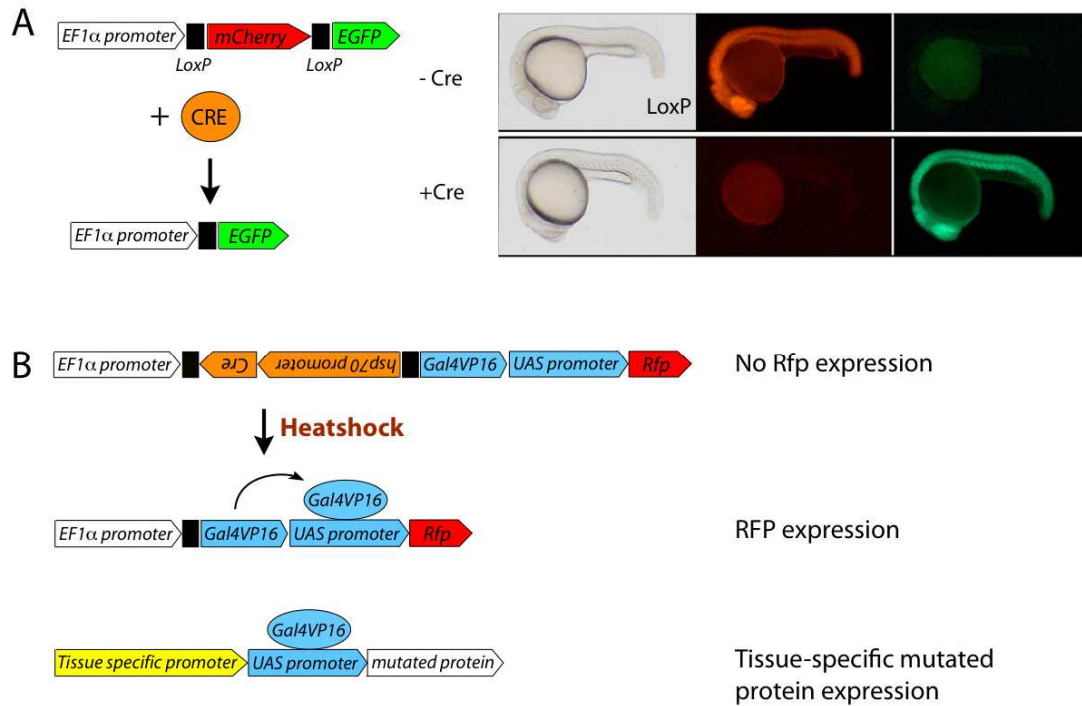 A
EF1α promoter mCherry EGFP
LoxP LoxP
+ CRE
EF1α promoter EGFP
- Cre
LoxP
+Cre
B
EF1α promoter Cre hsp70 promoter Gal4VP16 UAS promoter Rfp
No Rfp expression
Heatshock
Gal4VP16
EF1α promoter Gal4VP16 UAS promoter Rfp
RFP expression
Gal4VP16
Tissue specific promoter UAS promoter mutated protein
Tissue-specific mutated
protein expression